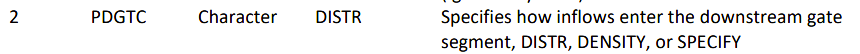 2 PDGTC Character DISTR Specifies how inflows enter the downstream gate
segment, DISTR, DENSITY, or SPECIFY